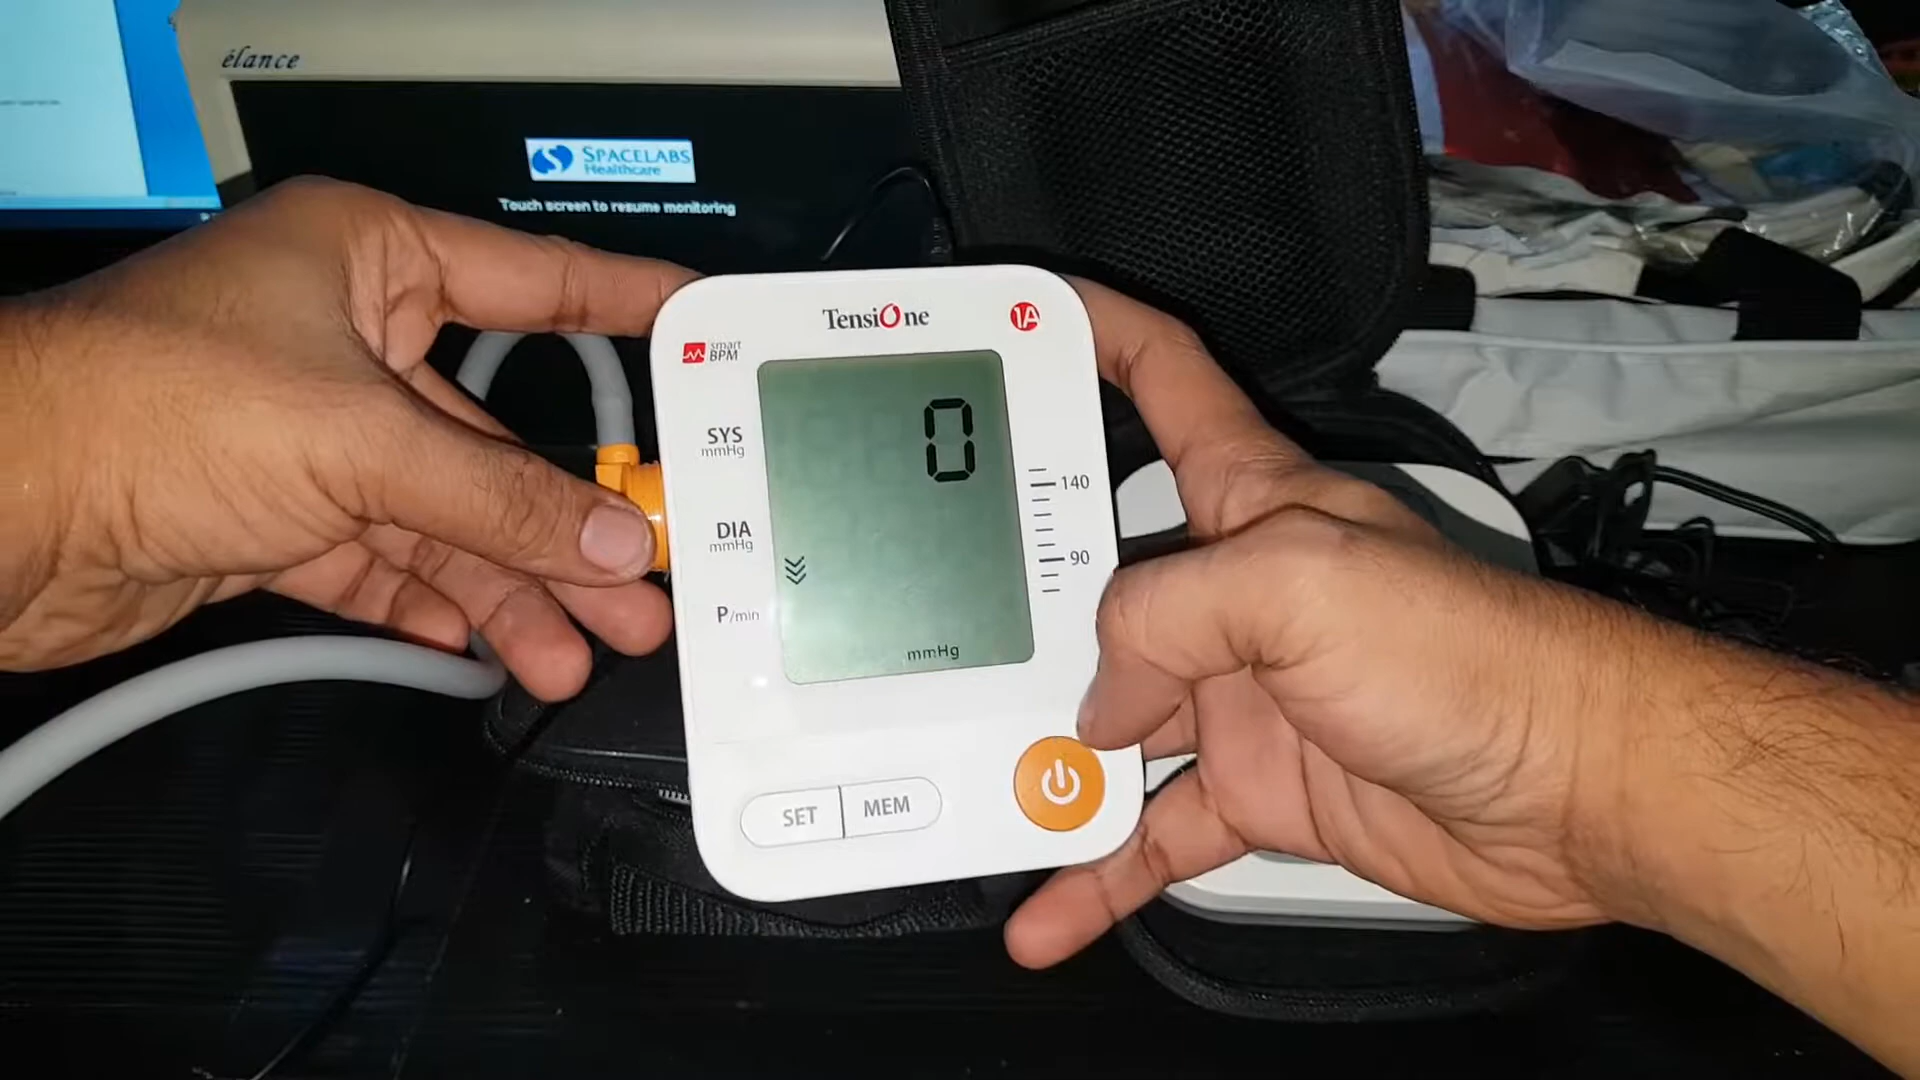 élance
SPACELABS
Healthcare
Touch screen to resume monitoring
TensiOne
1A
smart
BPM
SYS
mmHg
0
140
DIA
mmHg
90
P/min
mmHg
SET
MEM